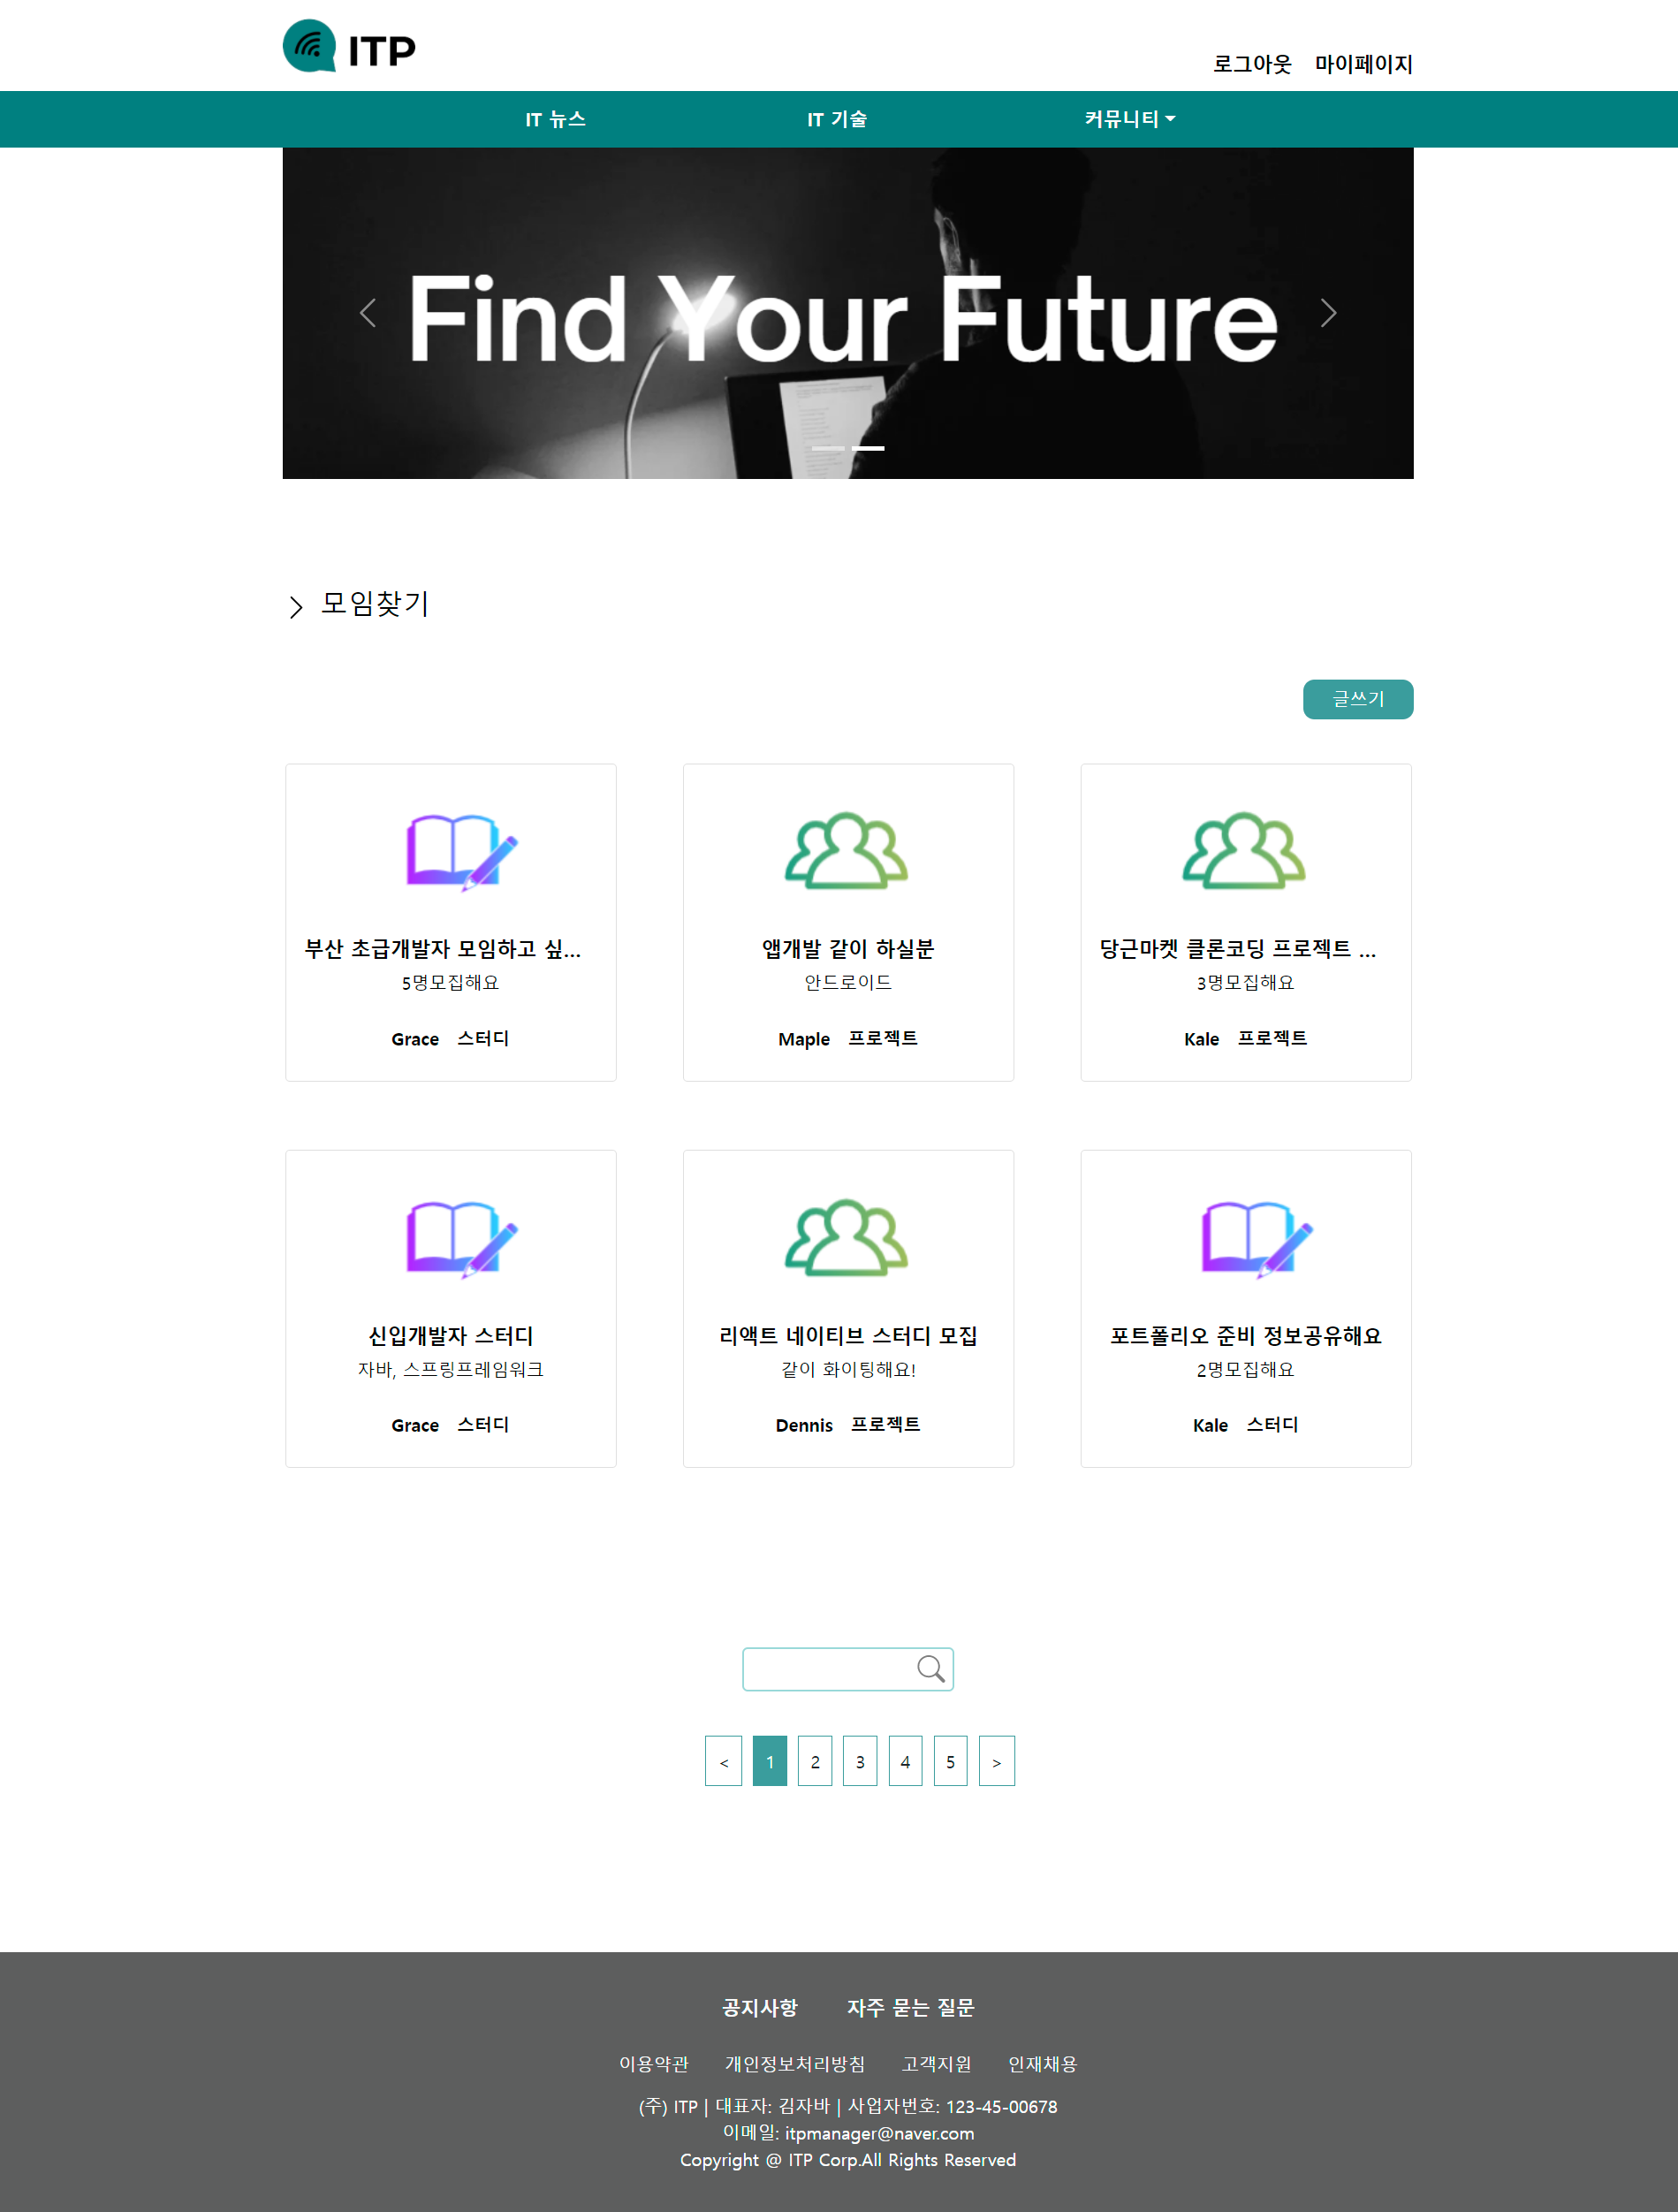 ITP
로그아웃 마이페이지
IT 뉴스 IT 기술 커뮤니티
Find Your Future
모임찾기
글쓰기
부산 초급개발자 모임하고 싶...
5명모집해요
Grace 스터디
앱개발 같이 하실분
안드로이드
Maple 프로젝트
당근마켓 클론코딩 프로젝트 ...
3명모집해요
Kale 프로젝트
신입개발자 스터디
자바, 스프링프레임워크
Grace 스터디
리액트 네이티브 스터디 모집
같이 화이팅해요!
Dennis 프로젝트
포트폴리오 준비 정보공유해요
2명모집해요
Kale 스터디
< 1 2 3 4 5 >
공지사항 자주 묻는 질문
이용약관 개인정보처리방침 고객지원 인재채용
(주) ITP | 대표자: 김자바 | 사업자번호: 123-45-00678
이메일: itpmanager@naver.com
Copyright @ ITP Corp.All Rights Reserved